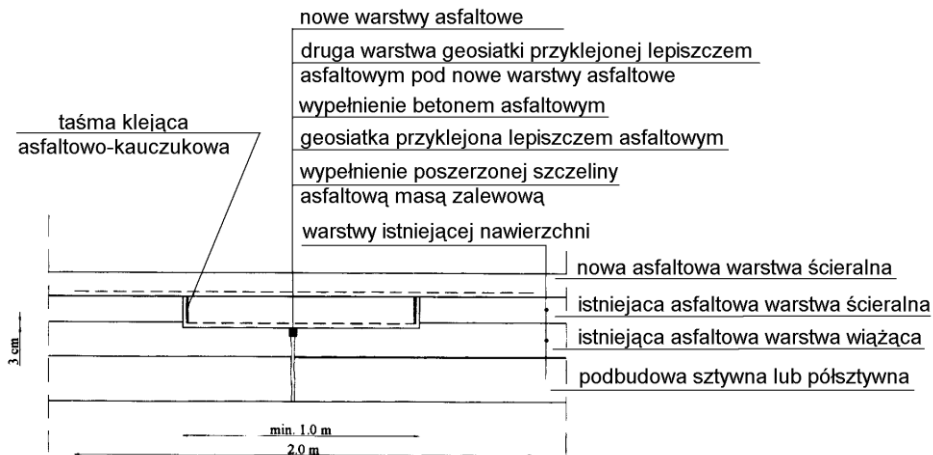 nowe warstwy asfaltowe
druga warstwa geosiatki przyklejonej lepiszczem
asfaltowym pod nowe warstwy asfaltowe
wypełnienie betonem asfaltowym
taśma klejąca
asfaltowo-kauczukowa
geosiatka przyklejona lepiszczem asfaltowym
wypełnienie poszerzonej szczeliny
asfaltową masą zalewową
warstwy istniejącej nawierzchni
nowa asfaltowa warstwa ścieralna
istniejaca asfaltowa warstwa ścieralna
istniejąca asfaltowa warstwa wiążąca
3 cm
podbudowa sztywna lub półsztywna
min. 1.0 m
2.0 m